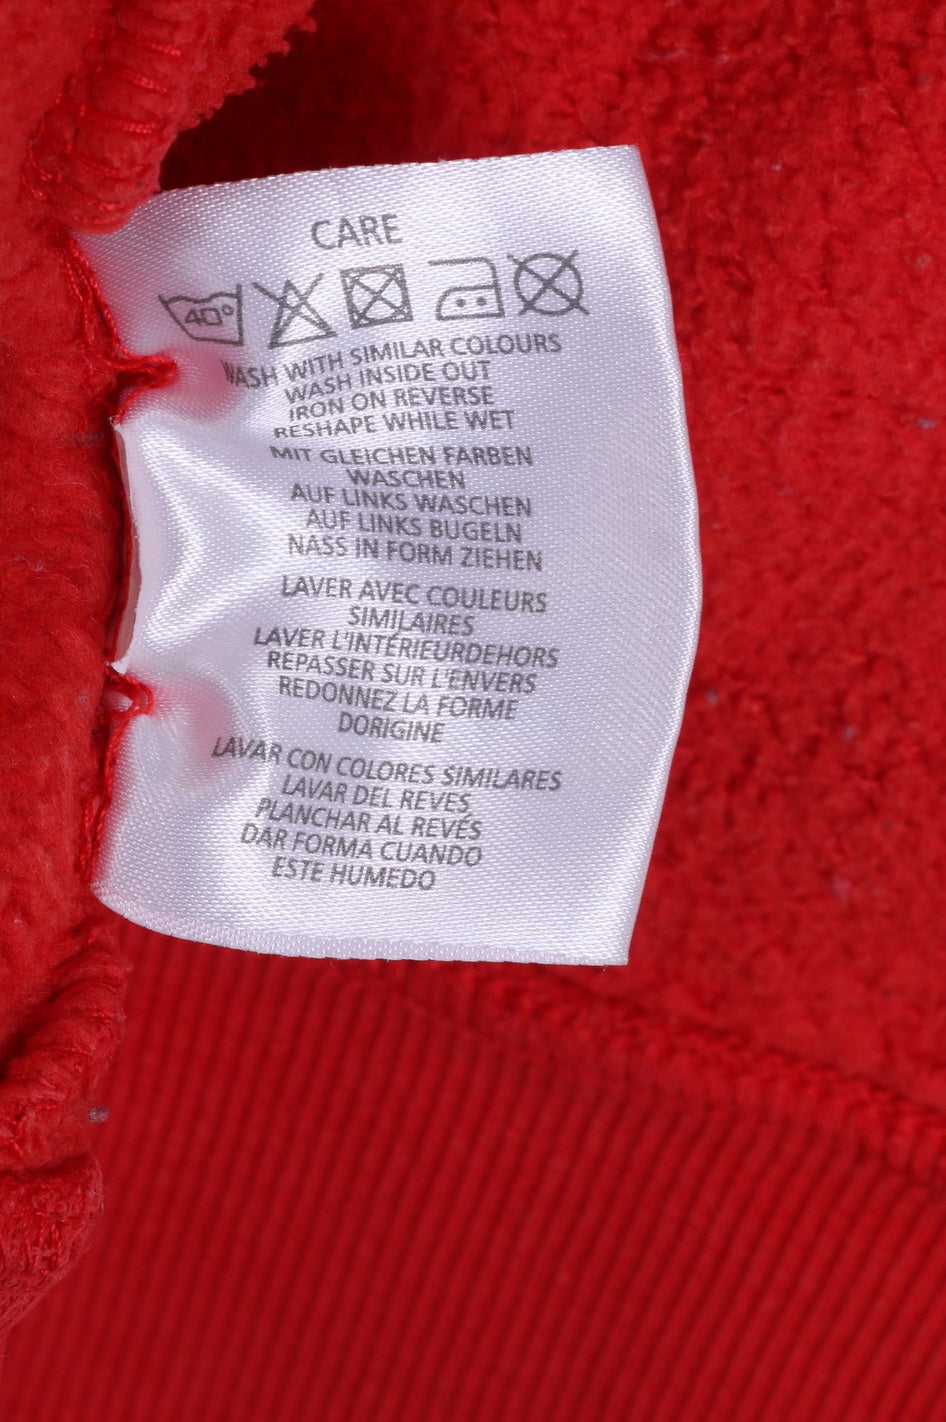 CARE
40°
WASH WITH SIMILAR COLOURS
WASH INSIDE OUT
IRON ON REVERSE
RESHAPE WHILE WET
MIT GLEICHEN FARBEN
WASCHEN
AUF LINKS WASCHEN
AUF LINKS BUGELN
NASS IN FORM ZIEHEN
LAVER AVEC COULEURS
SIMILAIRES
LAVER L'INTÉRIEURDEHORS
REPASSER SUR L'ENVERS
REDONNEZ LA FORME
DORIGINE
LAVAR CON COLORES SIMILARES
LAVAR DEL REVES
PLANCHAR AL REVÉS
DAR FORMA CUANDO
ESTE HUMEDO